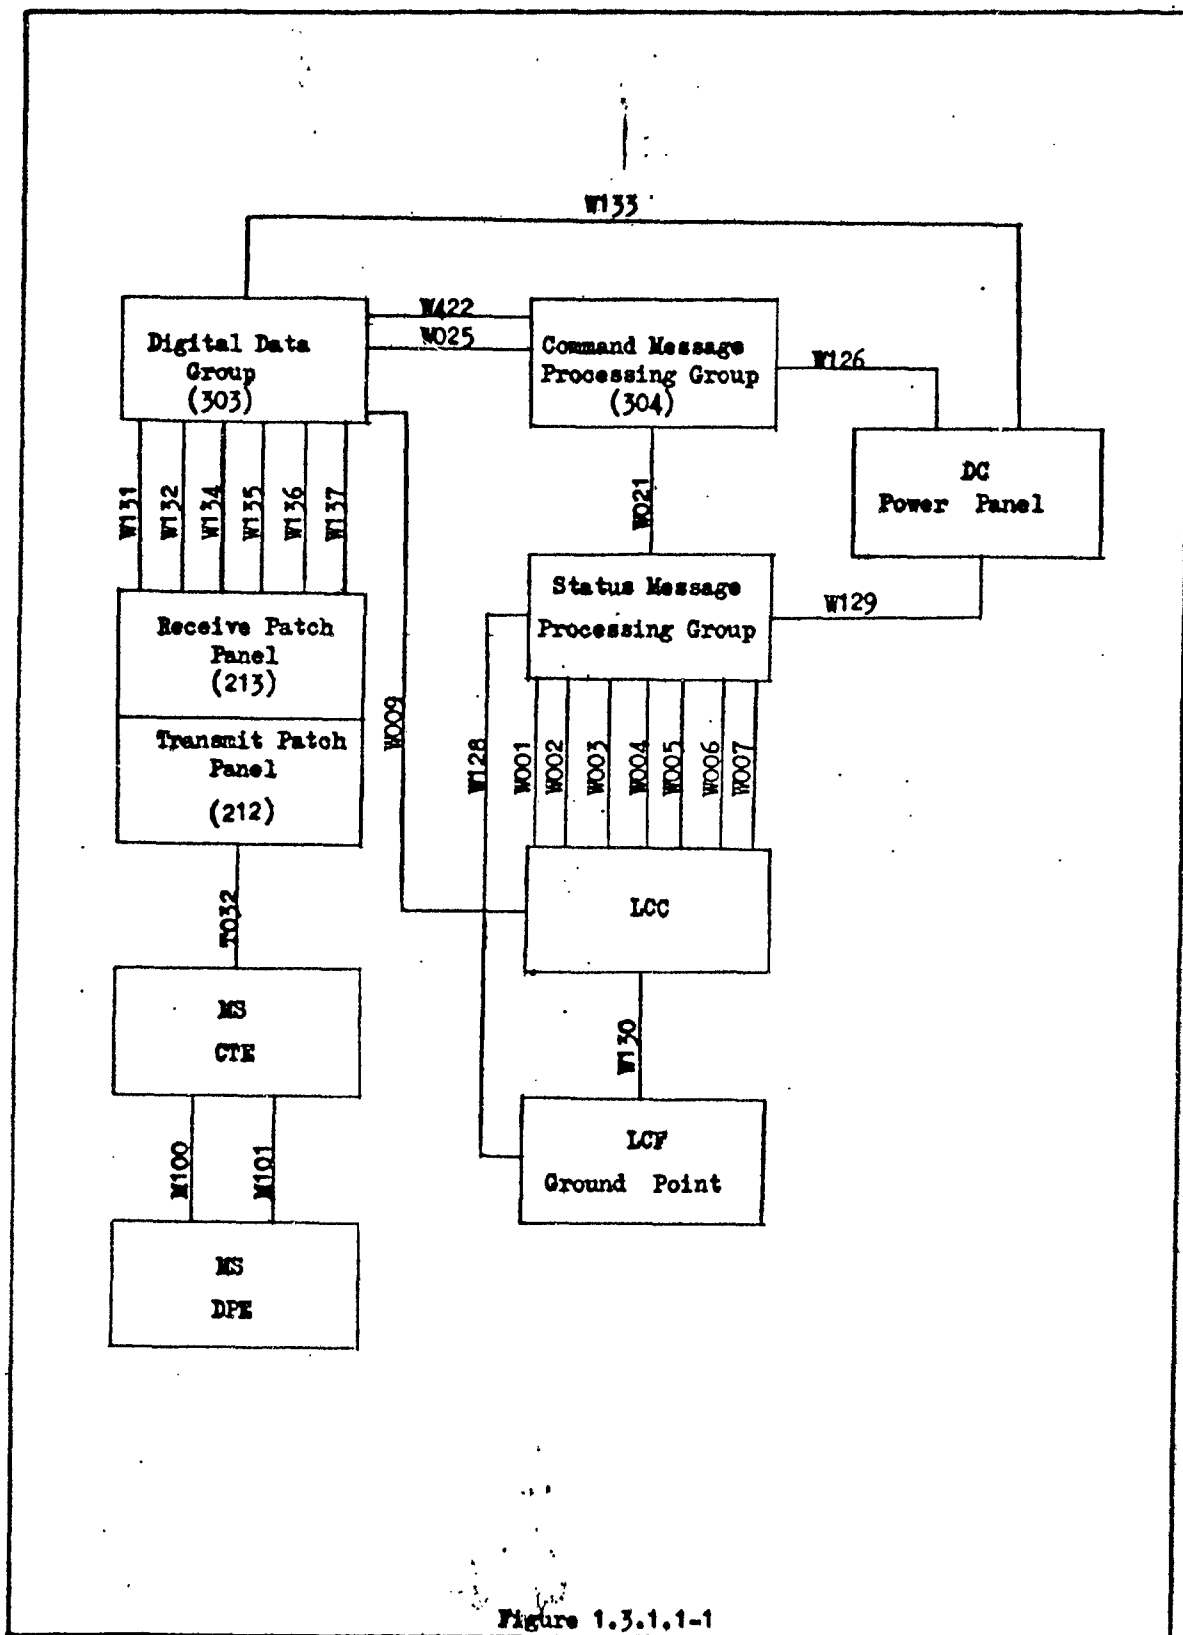 W133
Digital Data
Group
(303)
W422
W025
Command Message
Processing Group
(304)
W126
DC
Power Panel
W131
W132
W134
W135
W136
W137
W021
Status Message
Processing Group
W129
Receive Patch
Panel
(213)
Transmit Patch
Panel
(212)
W009
W128
W001
W002
W003
W004
W005
W006
W007
T032
LCC
MS
CTE
W130
M100
M101
LCF
Ground Point
MS
DPE
Figure 1.3.1.1-1